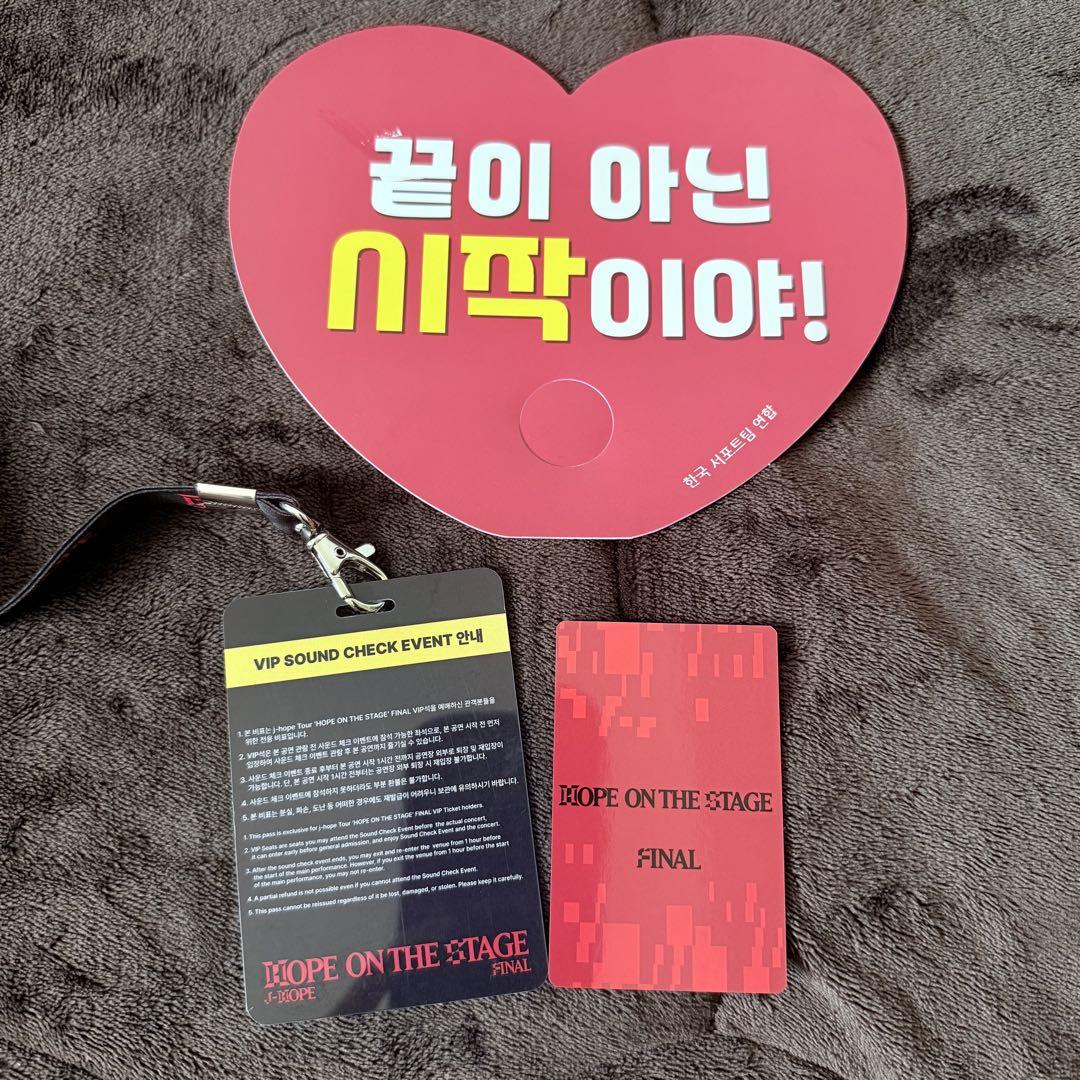 끝이 아닌
시작이야!
한국 서포트팀 연합
VIP SOUND CHECK EVENT 안내
1. 본 비표는 j-hope Tour 'HOPE ON THE STAGE' FINAL VIP석을 예매하신 관객분들을
위한 전용 비표입니다.
2. VIP석은 본 공연 관람 전 사운드 체크 이벤트에 참석 가능한 좌석으로, 본 공연 시작 전 먼저
입장하여 사운드 체크 이벤트 관람 후 본 공연까지 즐기실 수 있습니다.
3. 사운드 체크 이벤트 종료 후부터 본 공연 시작 1시간 전까지 공연장 외부로 퇴장 및 재입장이
가능합니다. 단, 본 공연 시작 1시간 전부터는 공연장 외부 퇴장 시 재입장 불가합니다.
4. 사운드 체크 이벤트에 참석하지 못하더라도 부분 환불은 불가합니다.
5. 본 비표는 분실, 파손, 도난 등 어떠한 경우에도 재발급이 어려우니 보관에 유의하시기 바랍니다.
1. This pass is exclusive for j-hope Tour 'HOPE ON THE STAGE' FINAL VIP Ticket holders.
2. VIP Seats are seats you may attend the Sound Check Event before the actual concert,
it can enter early before general admission, and enjoy Sound Check Event and the concert.
3. After the sound check event ends, you may exit and re-enter the venue from 1 hour before
the start of the main performance. However, if you exit the venue from 1 hour before the start
of the main performance, you may not re-enter.
4. A partial refund is not possible even if you cannot attend the Sound Check Event.
5. This pass cannot be reissued regardless of it be lost, damaged, or stolen. Please keep it carefully.
HOPE ON THE STAGE
FINAL
J-HOPE
HOPE ON THE STAGE
FINAL